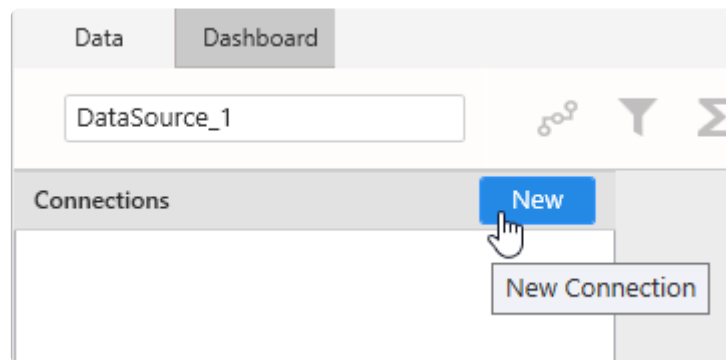 Data Dashboard
DataSource_1
Connections New
New Connection